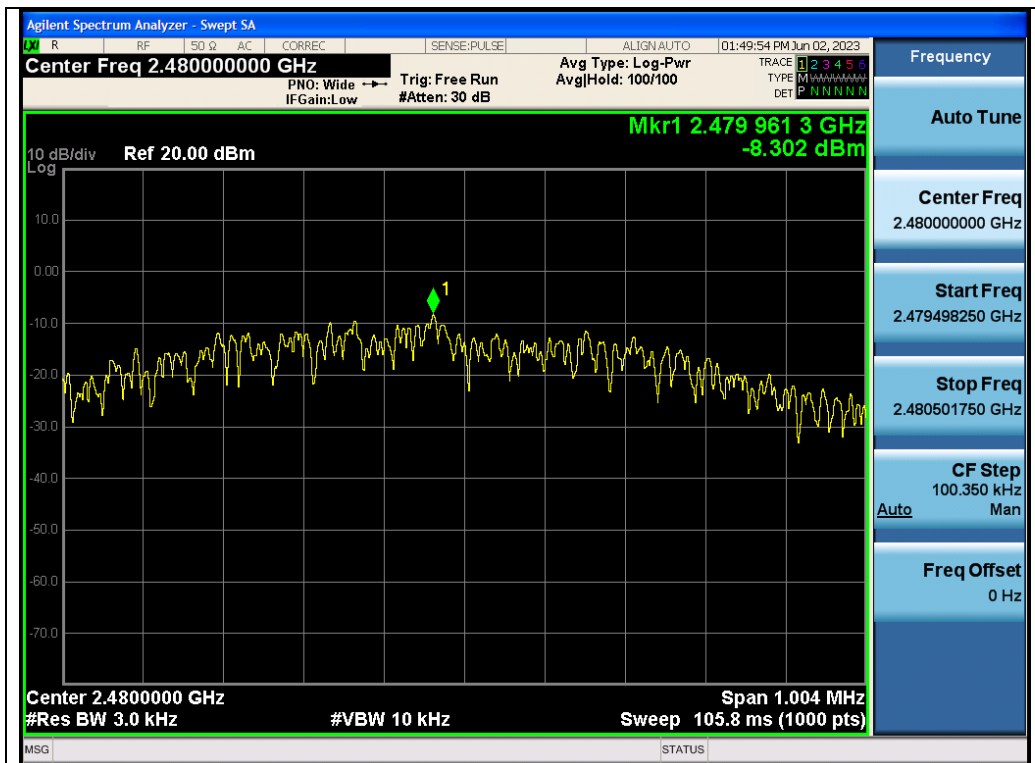 Agilent Spectrum Analyzer - Swept SA
LXI R RF 50 Ω AC CORREC SENSE:PULSE ALIGN AUTO 01:49:54 PM Jun 02, 2023
Center Freq 2.480000000 GHz
PNO: Wide
IFGain:Low
Trig: Free Run
#Atten: 30 dB
Avg Type: Log-Pwr
Avg|Hold: 100/100
TRACE 1 2 3 4 5 6
TYPE M WWWWW
DET P N N N N N
Mkr1 2.479 961 3 GHz
-8.302 dBm
10 dB/div Ref 20.00 dBm
Log
10.0
0.00
1
-10.0
-20.0
-30.0
-40.0
-50.0
-60.0
-70.0
Center 2.4800000 GHz Span 1.004 MHz
#Res BW 3.0 kHz #VBW 10 kHz Sweep 105.8 ms (1000 pts)
MSG STATUS
Frequency
Auto Tune
Center Freq
2.480000000 GHz
Start Freq
2.479498250 GHz
Stop Freq
2.480501750 GHz
CF Step
100.350 kHz
Auto Man
Freq Offset
0 Hz